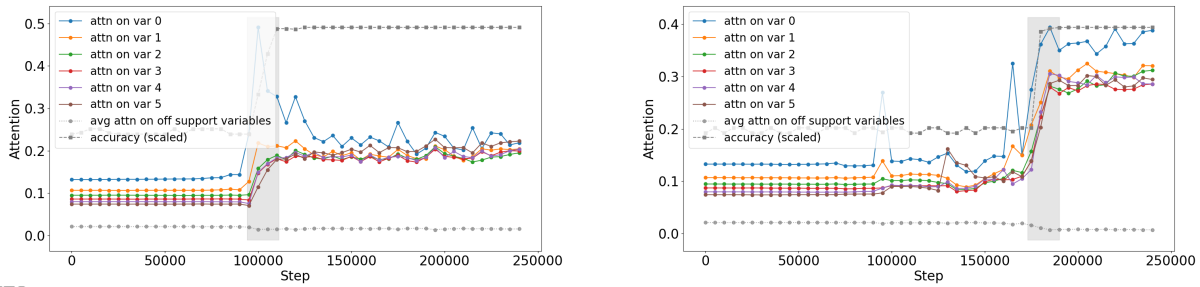 0.5
0.4
0.3
0.2
0.1
0.0
Attention
attn on var 0
attn on var 1
attn on var 2
attn on var 3
attn on var 4
attn on var 5
avg attn on off support variables
accuracy (scaled)
0 50000 100000 150000 200000 250000
Step
0.4
0.3
0.2
0.1
0.0
Attention
attn on var 0
attn on var 1
attn on var 2
attn on var 3
attn on var 4
attn on var 5
avg attn on off support variables
accuracy (scaled)
0 50000 100000 150000 200000 250000
Step